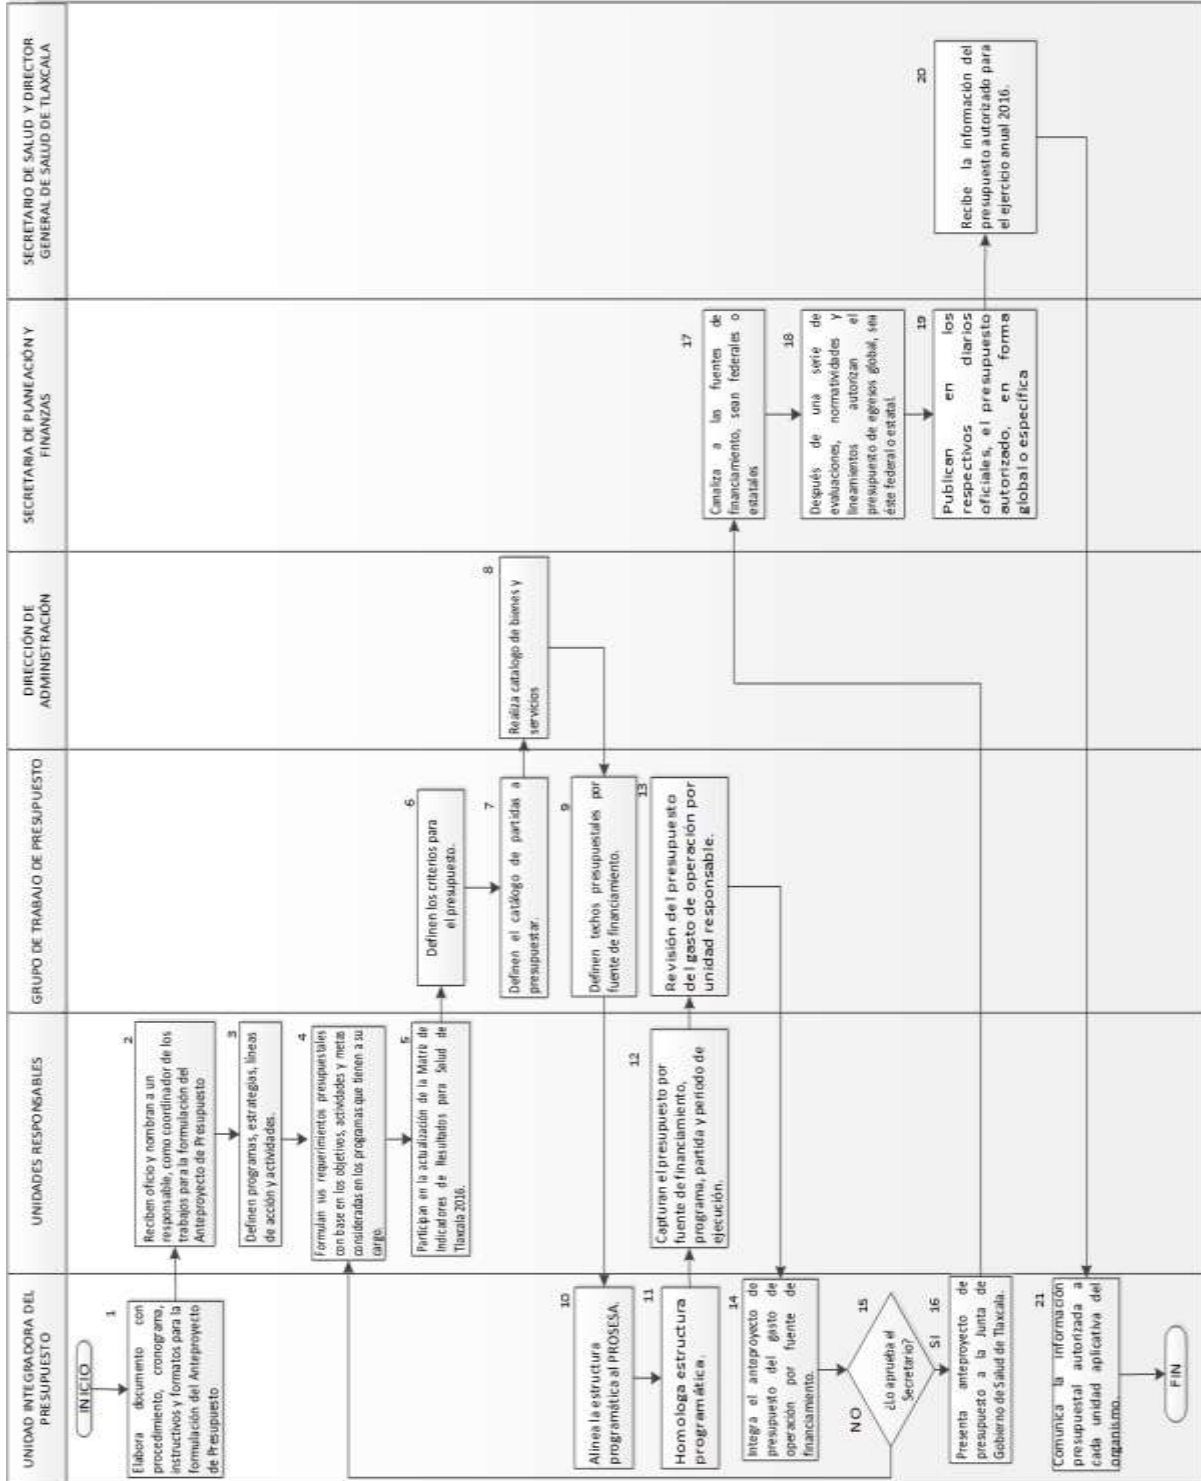 UNIDAD INTEGRADORA DEL
PRESUPUESTO
UNIDADES RESPONSABLES
GRUPO DE TRABAJO DE PRESUPUESTO
DIRECCIÓN DE
ADMINISTRACIÓN
SECRETARIA DE PLANEACIÓN Y
FINANZAS
SECRETARIO DE SALUD Y DIRECTOR
GENERAL DE SALUD DE TLAXCALA
INICIO
1
Elabora documento con
procedimiento, cronograma,
instructivos y formatos para la
formulación del Anteproyecto
de Presupuesto
2
Reciben oficio y nombran a un
responsable, como coordinador de los
trabajos para la formulación del
Anteproyecto de Presupuesto
3
Definen programas, estrategias, líneas
de acción y actividades.
4
Formulan sus requerimientos presupuestales
con base en los objetivos, actividades y metas
consideradas en los programas que tienen a su
cargo.
5
Participan en la actualización de la Matriz de
Indicadores de Resultados para Salud de
Tlaxcala 2016.
6
Definen los criterios para
el presupuesto.
7
Definen el catálogo de partidas a
presupuestar.
8
Realiza catalogo de bienes y
servicios
9
Definen techos presupuestales por
fuente de financiamiento.
10
Alinea la estructura
programática al PROSESA.
11
Homologa estructura
programática.
12
Capturan el presupuesto por
fuente de financiamiento,
programa, partida y periodo de
ejecución.
13
Revisión del presupuesto
del gasto de operación por
unidad responsable.
14
Integra el anteproyecto de
presupuesto del gasto de
operación por fuente de
financiamiento.
15
¿Lo aprueba el
Secretario?
NO
SI
16
Presenta anteproyecto de
presupuesto a la Junta de
Gobierno de Salud de Tlaxcala.
17
Canaliza a las fuentes de
financiamiento, sean federales o
estatales
18
Después de una serie de
evaluaciones, normatividades y
lineamientos autorizan el
presupuesto de egresos global, sea
éste federal o estatal.
19
Publican en los
respectivos diarios
oficiales, el presupuesto
autorizado, en forma
global o específica
20
Recibe la información del
presupuesto autorizado para
el ejercicio anual 2016.
21
Comunica la información
presupuestal autorizada a
cada unidad aplicativa del
organismo.
FIN